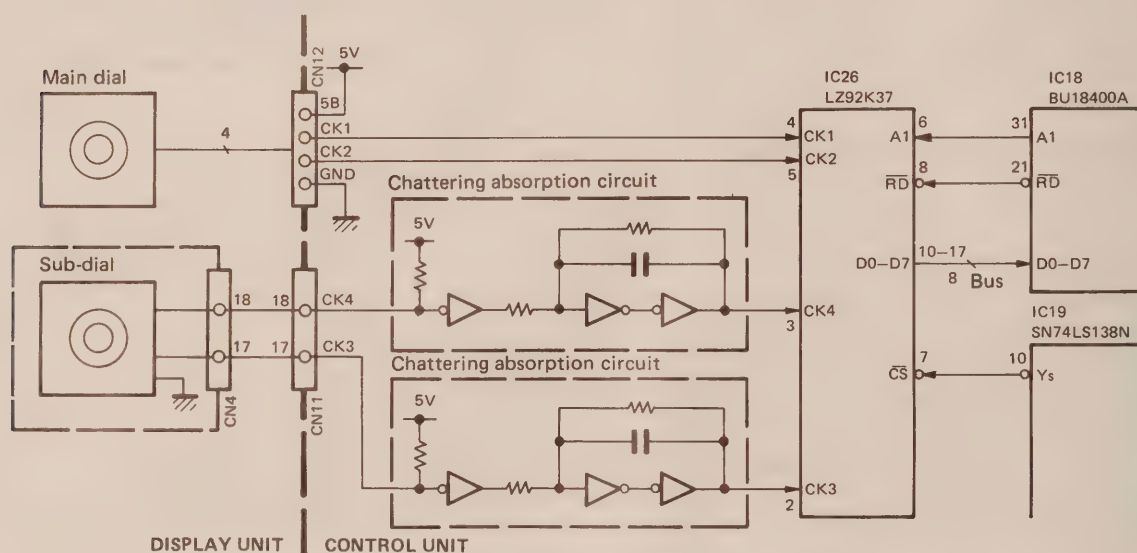 Main dial
4
CN12
5V
5B
CK1
CK2
GND
4
CK1
CK2
5
IC26
LZ92K37
A1
6
RD
8
IC18
BU18400A
31
A1
21
RD
Chattering absorption circuit
5V
D0–D7
10–17
8
Bus
D0–D7
Sub-dial
18
18
CK4
CK4
3
17
17
CK3
CN4
CN11
IC19
SN74LS138N
CS
7
10
Ys
Chattering absorption circuit
5V
CK3
2
DISPLAY UNIT
CONTROL UNIT